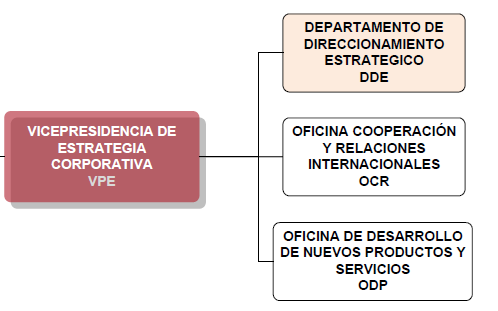 VICEPRESIDENCIA DE
ESTRATEGIA
CORPORATIVA
VPE
DEPARTAMENTO DE
DIRECCIONAMIENTO
ESTRATEGICO
DDE
OFICINA COOPERACIÓN
Y RELACIONES
INTERNACIONALES
OCR
OFICINA DE DESARROLLO
DE NUEVOS PRODUCTOS Y
SERVICIOS
ODP